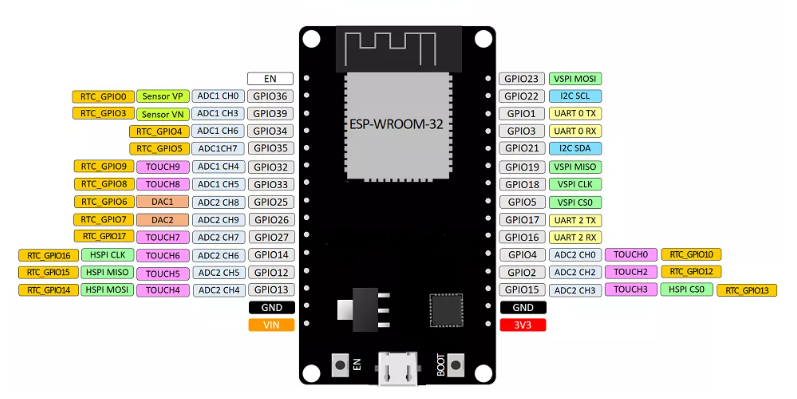 EN GPIO23 VSPI MOSI
RTC_GPIO0 Sensor VP ADC1 CH0 GPIO36 GPIO22 I2C SCL
RTC_GPIO3 Sensor VN ADC1 CH3 GPIO39 GPIO1 UART 0 TX
ESP-WROOM-32
RTC_GPIO4 ADC1 CH6 GPIO34 GPIO3 UART 0 RX
RTC_GPIO5 ADC1CH7 GPIO35 GPIO21 I2C SDA
RTC_GPIO9 TOUCH9 ADC1 CH4 GPIO32 GPIO19 VSPI MISO
RTC_GPIO8 TOUCH8 ADC1 CH5 GPIO33 GPIO18 VSPI CLK
RTC_GPIO6 DAC1 ADC2 CH8 GPIO25 GPIO5 VSPI CS0
RTC_GPIO7 DAC2 ADC2 CH9 GPIO26 GPIO17 UART 2 TX
RTC_GPIO17 TOUCH7 ADC2 CH7 GPIO27 GPIO16 UART 2 RX
RTC_GPIO16 HSPI CLK TOUCH6 ADC2 CH6 GPIO14 GPIO4 ADC2 CH0 TOUCH0 RTC_GPIO10
RTC_GPIO15 HSPI MISO TOUCH5 ADC2 CH5 GPIO12 GPIO2 ADC2 CH2 TOUCH2 RTC_GPIO12
RTC_GPIO14 HSPI MOSI TOUCH4 ADC2 CH4 GPIO13 GPIO15 ADC2 CH3 TOUCH3 HSPI CS0 RTC_GPIO13
GND GND
VIN 3V3
EN BOOT